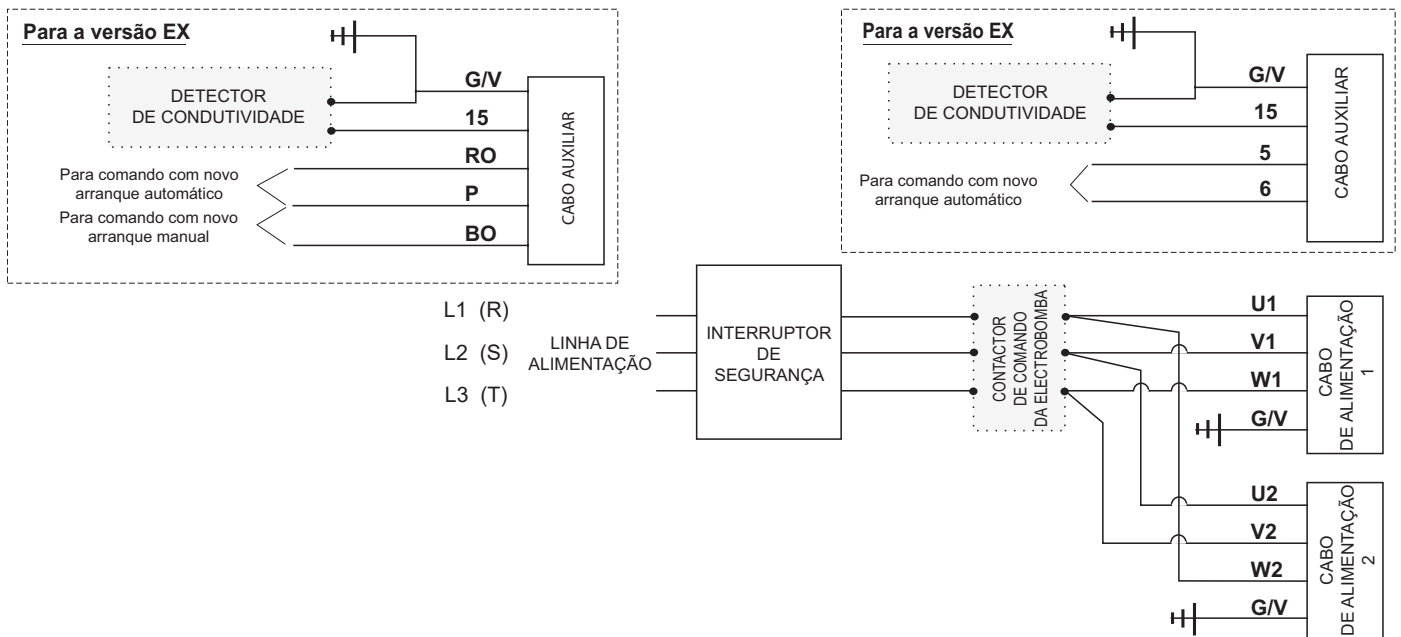 Para a versão EX
G/V
DETECTOR
DE CONDUTIVIDADE
15
RO
Para comando com novo
arranque automático
P
Para comando com novo
arranque manual
BO
CABO AUXILIAR
Para a versão EX
G/V
DETECTOR
DE CONDUTIVIDADE
15
5
Para comando com novo
arranque automático
6
CABO AUXILIAR
L1 (R)
L2 (S)
L3 (T)
LINHA DE
ALIMENTAÇÃO
INTERRUPTOR
DE
SEGURANÇA
CONTACTOR
DE COMANDO
DA ELECTROBOMBA
U1
V1
W1
G/V
CABO
DE ALIMENTAÇÃO
1
U2
V2
W2
G/V
CABO
DE ALIMENTAÇÃO
2